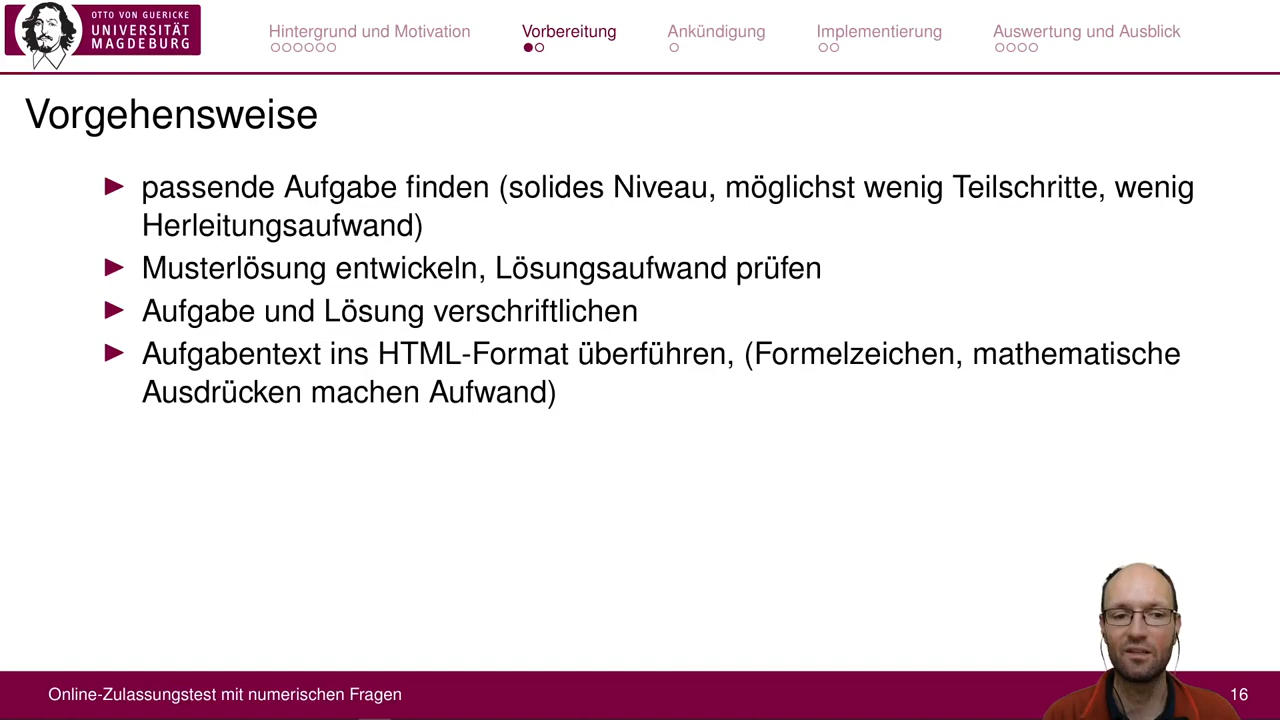 OTTO VON GUERICKE
UNIVERSITÄT
MAGDEBURG
Hintergrund und Motivation
Vorbereitung
Ankündigung
Implementierung
Auswertung und Ausblick
Vorgehensweise
passende Aufgabe finden (solides Niveau, möglichst wenig Teilschritte, wenig
Herleitungsaufwand)
Musterlösung entwickeln, Lösungsaufwand prüfen
Aufgabe und Lösung verschriftlichen
Aufgabentext ins HTML-Format überführen, (Formelzeichen, mathematische
Ausdrücken machen Aufwand)
Online-Zulassungstest mit numerischen Fragen
16